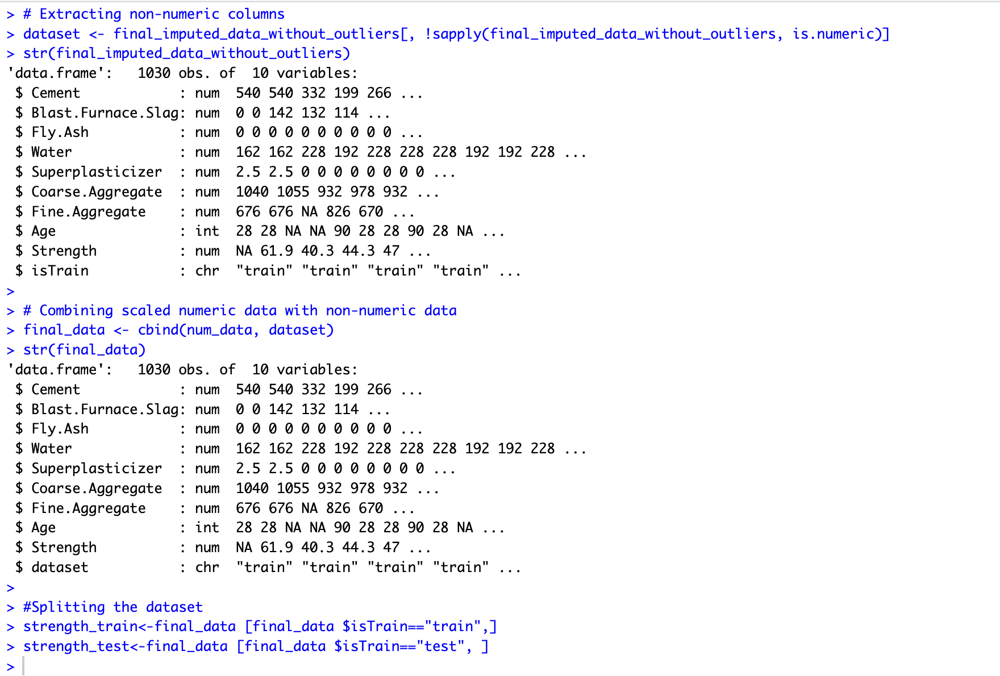 > # Extracting non-numeric columns
> dataset <- final_imputed_data_without_outliers[, !sapply(final_imputed_data_without_outliers, is.numeric)]
> str(final_imputed_data_without_outliers)
'data.frame':   1030 obs. of  10 variables:
 $ Cement            : num  540 540 332 199 266 ...
 $ Blast.Furnace.Slag: num  0 0 142 132 114 ...
 $ Fly.Ash           : num  0 0 0 0 0 0 0 0 0 0 ...
 $ Water             : num  162 162 228 192 228 228 228 192 192 228 ...
 $ Superplasticizer  : num  2.5 2.5 0 0 0 0 0 0 0 0 ...
 $ Coarse.Aggregate  : num  1040 1055 932 978 932 ...
 $ Fine.Aggregate    : num  676 676 NA 826 670 ...
 $ Age               : int  28 28 NA NA 90 28 28 90 28 NA ...
 $ Strength          : num  NA 61.9 40.3 44.3 47 ...
 $ isTrain           : chr  "train" "train" "train" "train" ...
>
> # Combining scaled numeric data with non-numeric data
> final_data <- cbind(num_data, dataset)
> str(final_data)
'data.frame':   1030 obs. of  10 variables:
 $ Cement            : num  540 540 332 199 266 ...
 $ Blast.Furnace.Slag: num  0 0 142 132 114 ...
 $ Fly.Ash           : num  0 0 0 0 0 0 0 0 0 0 ...
 $ Water             : num  162 162 228 192 228 228 228 192 192 228 ...
 $ Superplasticizer  : num  2.5 2.5 0 0 0 0 0 0 0 0 ...
 $ Coarse.Aggregate  : num  1040 1055 932 978 932 ...
 $ Fine.Aggregate    : num  676 676 NA 826 670 ...
 $ Age               : int  28 28 NA NA 90 28 28 90 28 NA ...
 $ Strength          : num  NA 61.9 40.3 44.3 47 ...
 $ dataset           : chr  "train" "train" "train" "train" ...
>
> #Splitting the dataset
> strength_train<-final_data [final_data $isTrain=="train",]
> strength_test<-final_data [final_data $isTrain=="test", ]
>